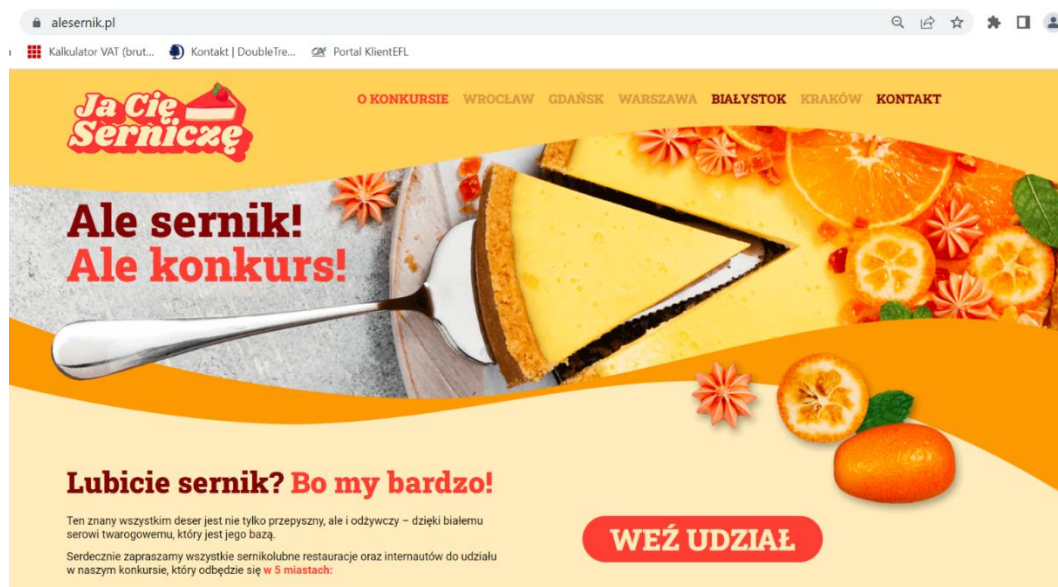 alesernik.pl
Kalkulator VAT (brut... Kontakt | DoubleTre... Portal KlientEFL
Ja Cię
Serniczę
O KONKURSIE WROCŁAW GDAŃSK WARSZAWA BIAŁYSTOK KRAKÓW KONTAKT
Ale sernik!
Ale konkurs!
Lubicie sernik? Bo my bardzo!
Ten znany wszystkim deser jest nie tylko przepyszny, ale i odżywczy – dzięki białemu
serowi twarogowemu, który jest jego bazą.
Serdecznie zapraszamy wszystkie sernikolubne restauracje oraz internautów do udziału
w naszym konkursie, który odbędzie się w 5 miastach:
WEŹ UDZIAŁ